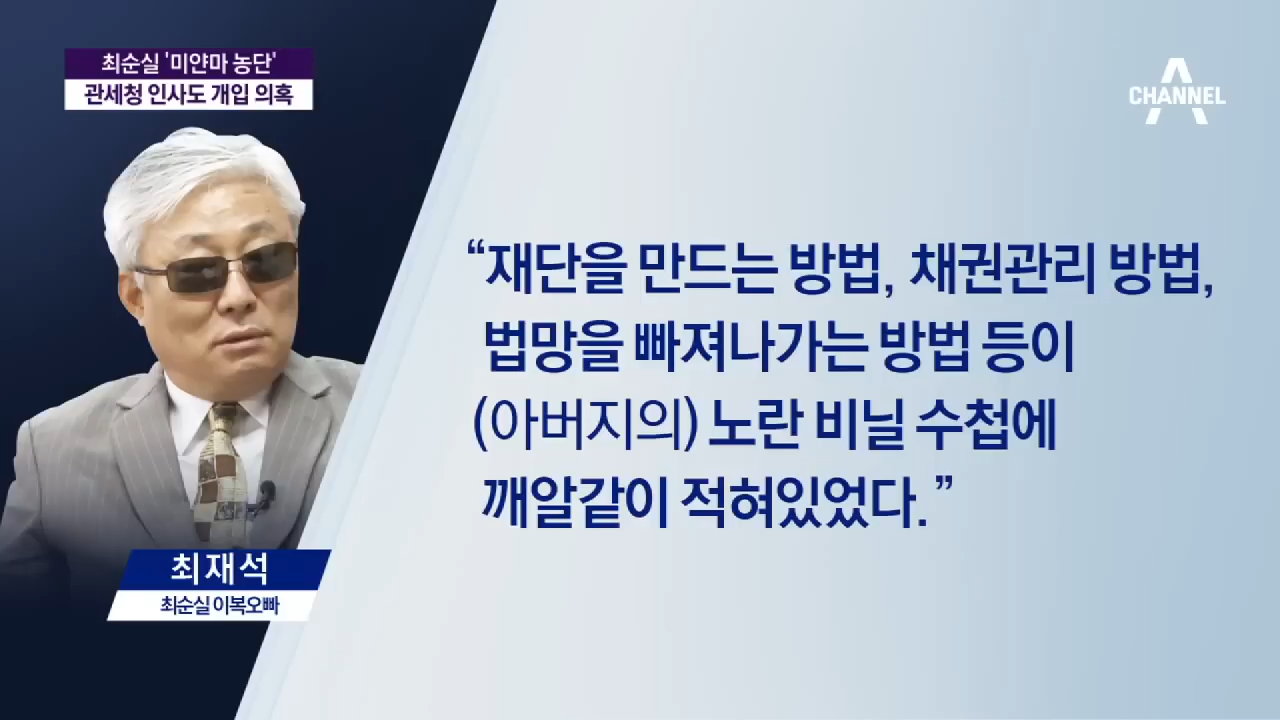 최순실 '미얀마 농단'
관세청 인사도 개입 의혹
CHANNEL A
“재단을 만드는 방법, 채권관리 방법,
법망을 빠져나가는 방법 등이
(아버지의) 노란 비닐 수첩에
깨알같이 적혀있었다.”
최재석
최순실 이복오빠